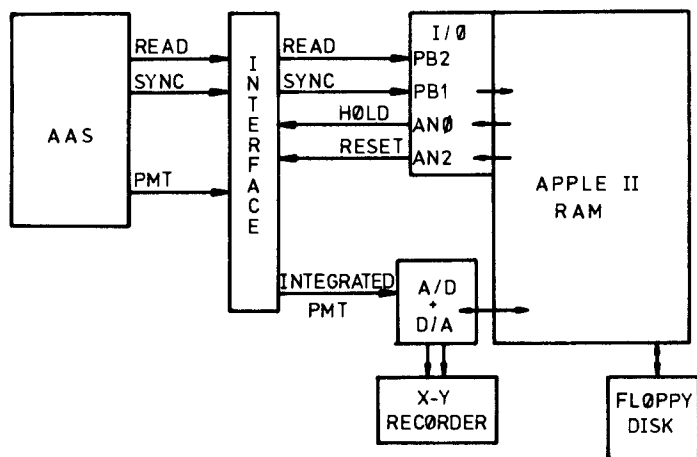 AAS
READ
SYNC
PMT
INTERFACE
READ
SYNC
HØLD
RESET
INTEGRATED
PMT
I/Ø
PB2
PB1
ANØ
AN2
APPLE II
RAM
A/D
+
D/A
X-Y
RECØRDER
FLØPPY
DISK